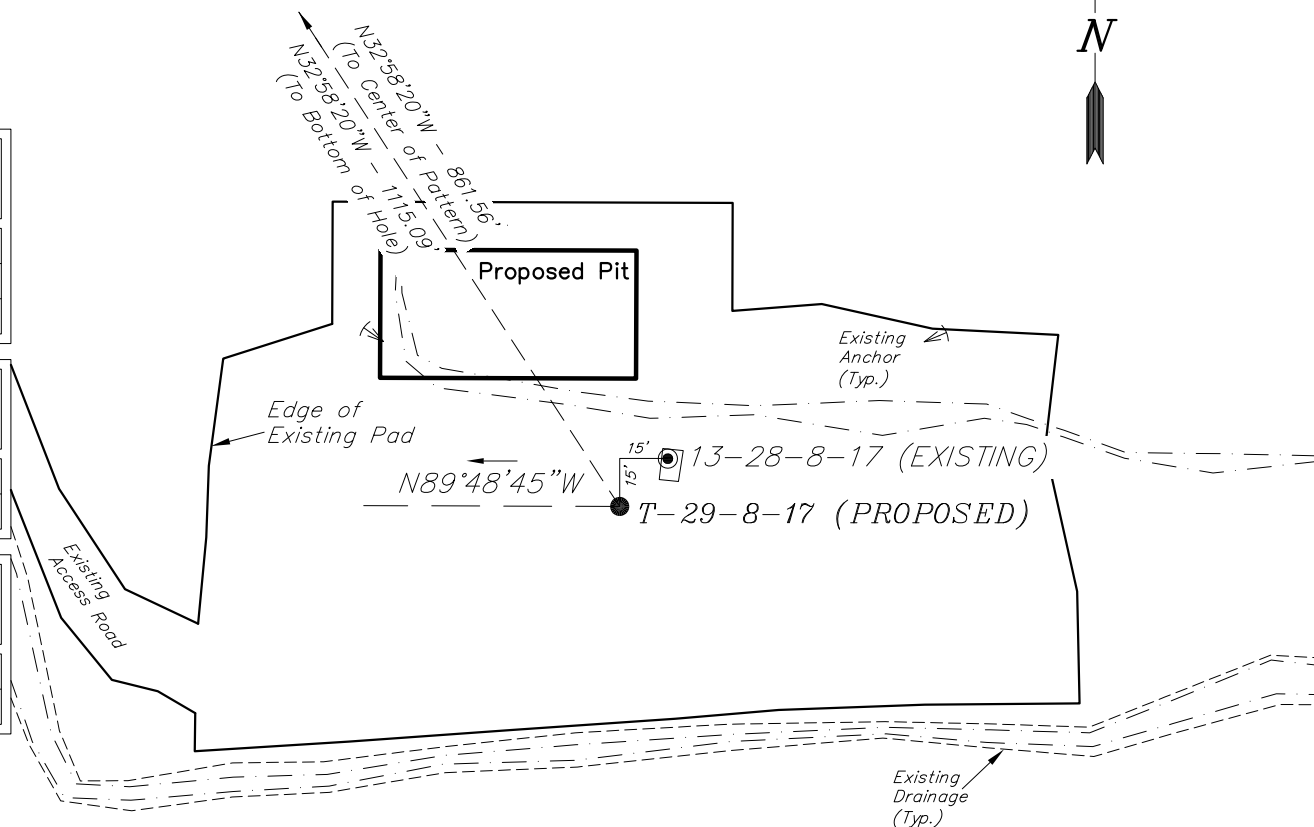 N
N32°58'20"W - 861.56'
(To Center of Pattern)
N32°58'20"W - 1115.09'
(To Bottom of Hole)
Proposed Pit
Existing
Anchor
(Typ.)
Edge of
Existing Pad
15'
15'
13-28-8-17 (EXISTING)
N89°48'45"W
T-29-8-17 (PROPOSED)
Existing
Access Road
Existing
Drainage
(Typ.)